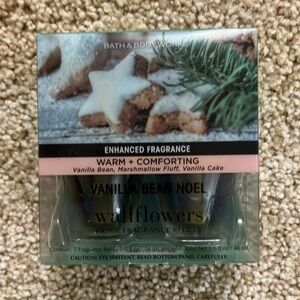 BATH & BODY WORKS
ENHANCED FRAGRANCE
WARM + COMFORTING
Vanilla Bean, Marshmallow Fluff, Vanilla Cake
VANILLA BEAN NOEL
wallflowers
HOME FRAGRANCE REFILLS
CAUTION: EYE IRRITANT. READ BOTTOM PANEL CAREFULLY.